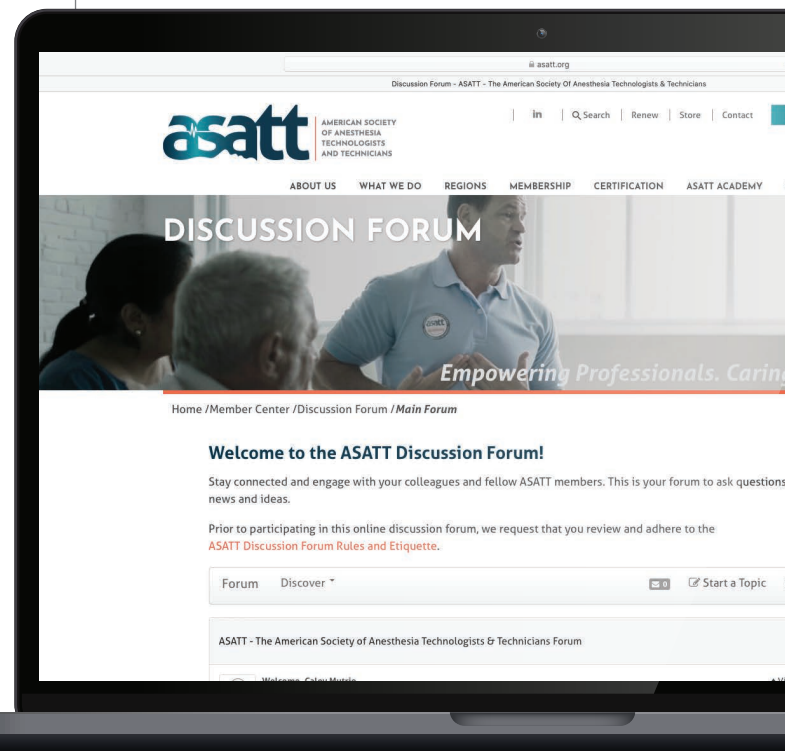 asatt.org
Discussion Forum - ASATT - The American Society Of Anesthesia Technologists & Technicians
asatt
AMERICAN SOCIETY
OF ANESTHESIA
TECHNOLOGISTS
AND TECHNICIANS
in Search Renew Store Contact
ABOUT US WHAT WE DO REGIONS MEMBERSHIP CERTIFICATION ASATT ACADEMY
DISCUSSION FORUM
asatt
Empowering Professionals. Caring
Home /Member Center /Discussion Forum /Main Forum
Welcome to the ASATT Discussion Forum!
Stay connected and engage with your colleagues and fellow ASATT members. This is your forum to ask questions
news and ideas.
Prior to participating in this online discussion forum, we request that you review and adhere to the
ASATT Discussion Forum Rules and Etiquette.
Forum Discover 0 Start a Topic
ASATT - The American Society of Anesthesia Technologists & Technicians Forum
Welcome,